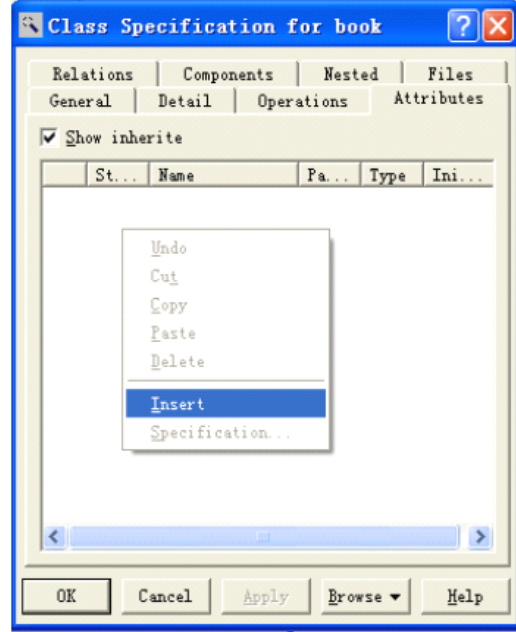 Class Specification for book
Relations Components Nested Files
General Detail Operations Attributes
Show inherite
St... Name Pa... Type Ini...
Undo
Cut
Copy
Paste
Delete
Insert
Specification...
OK Cancel Apply Browse Help